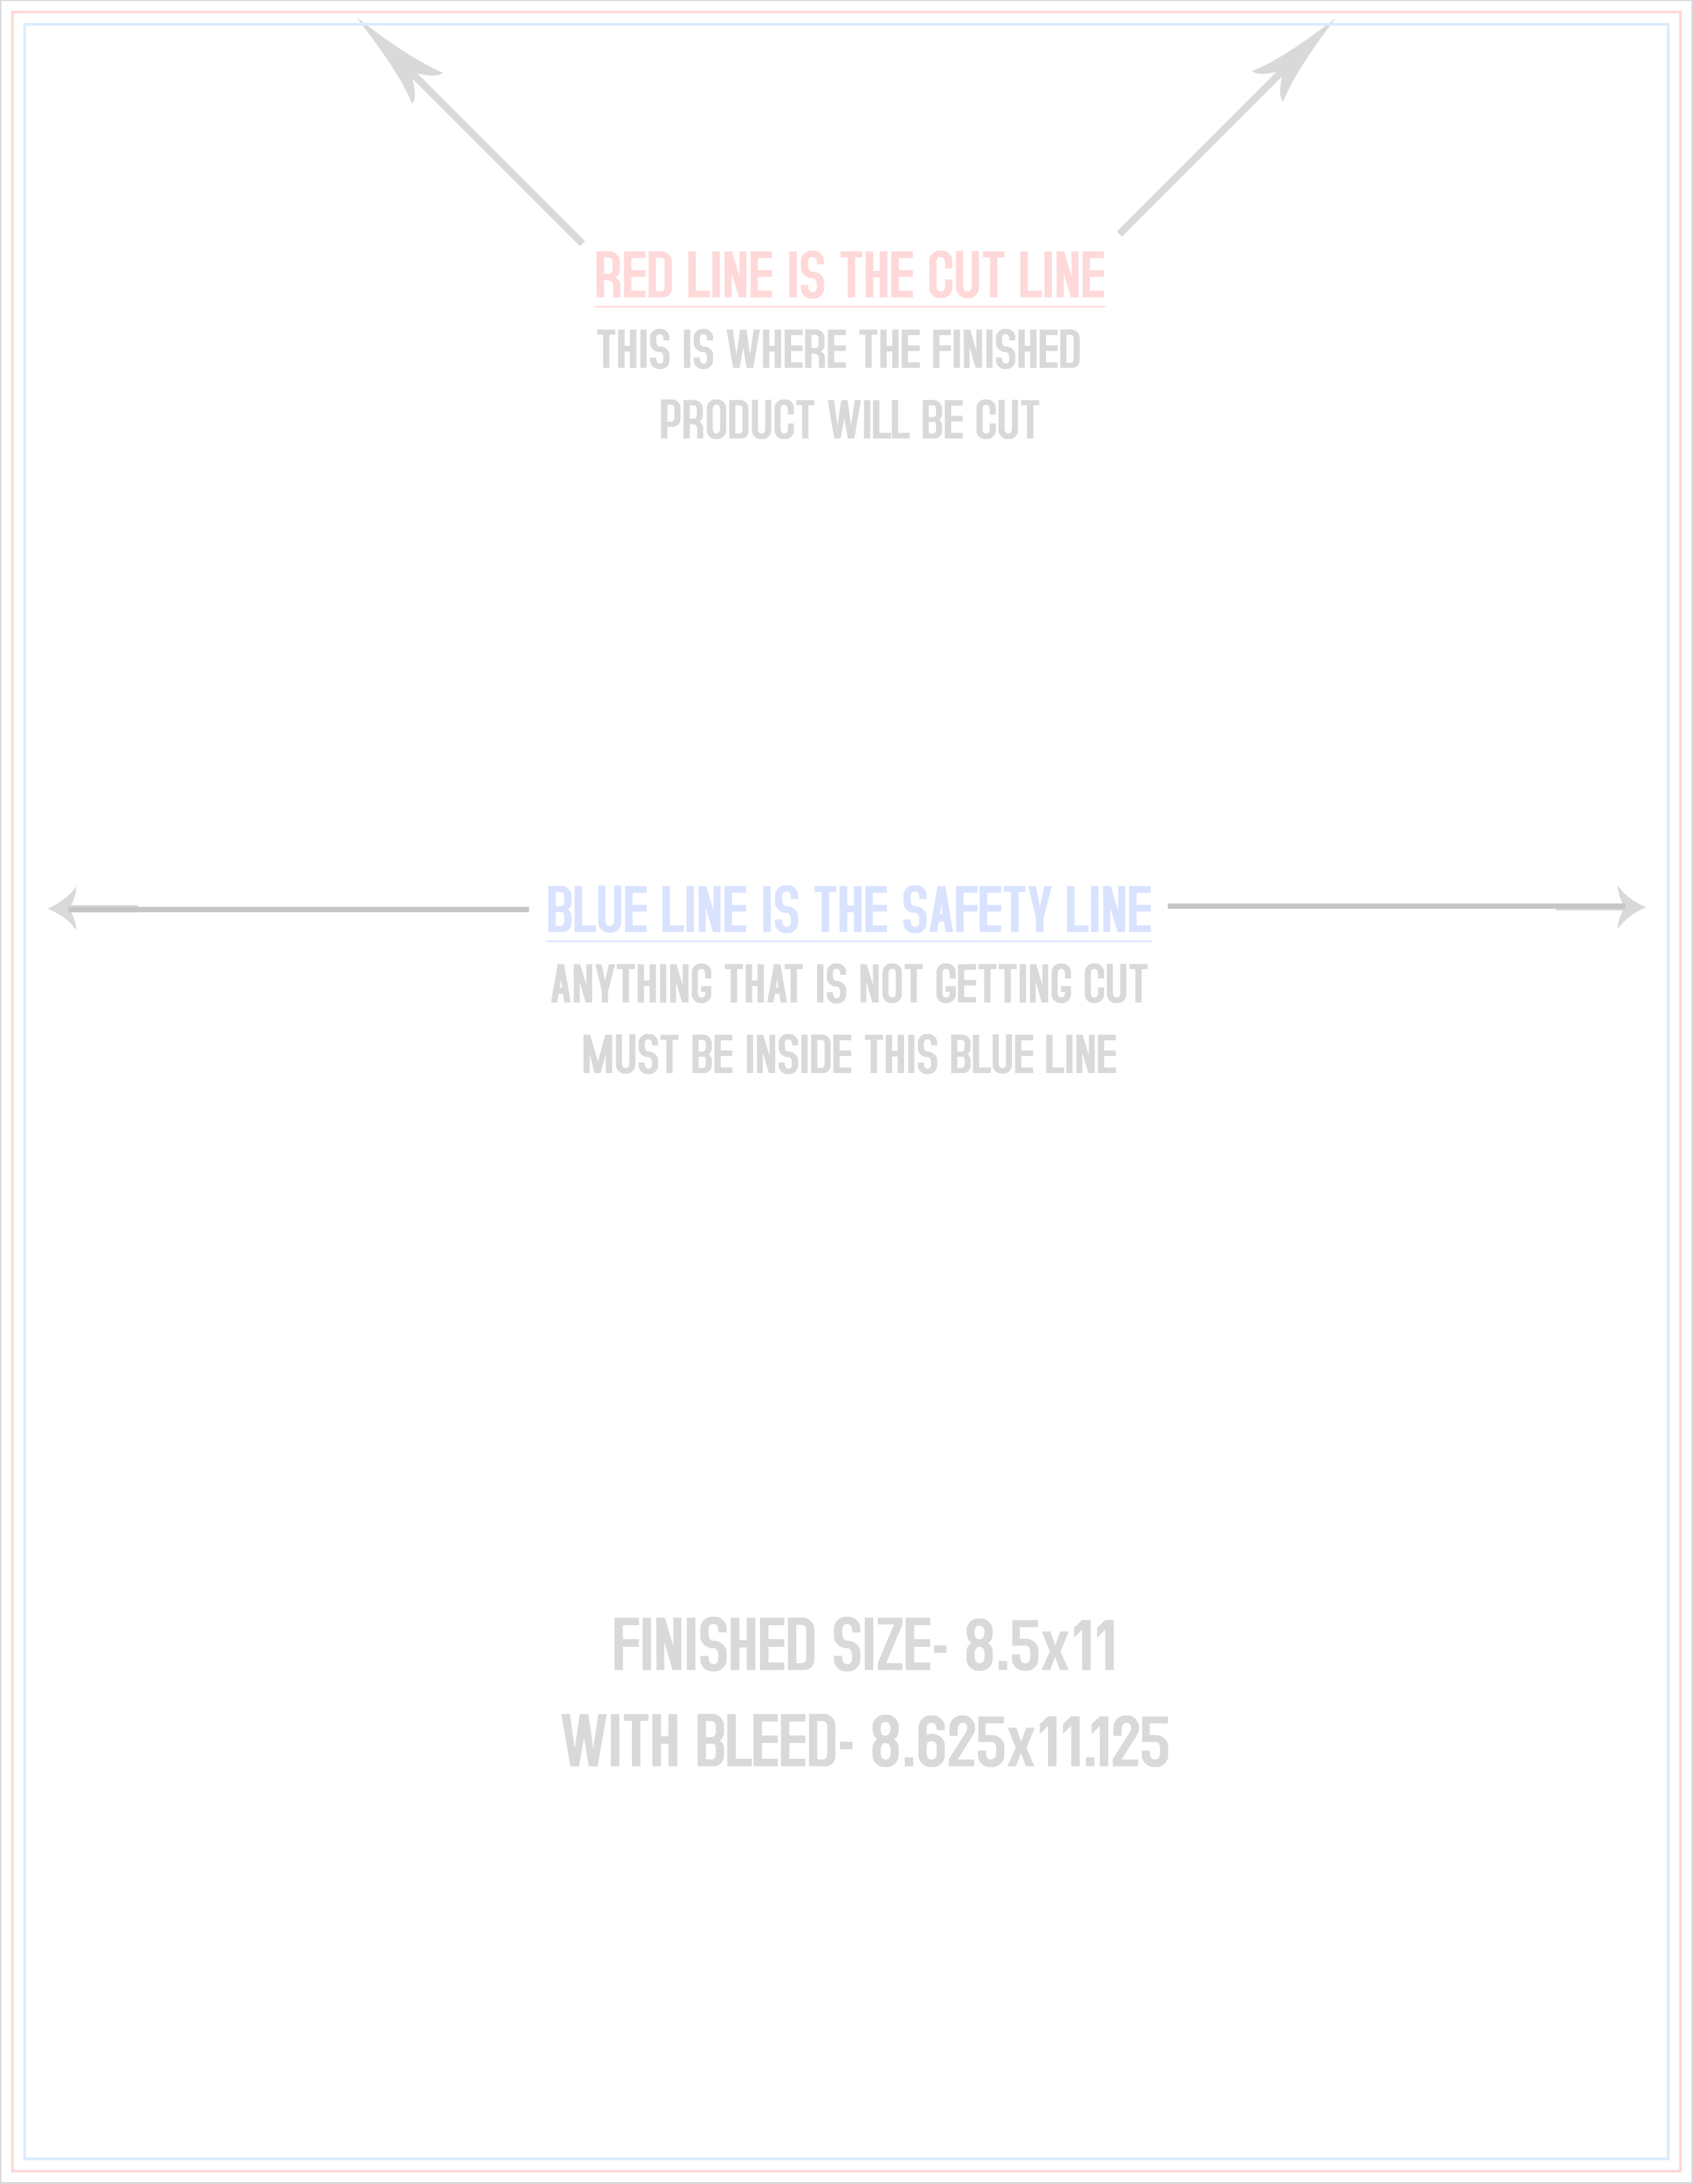 RED LINE IS THE CUT LINE
THIS IS WHERE THE FINISHED
PRODUCT WILL BE CUT
BLUE LINE IS THE SAFETY LINE
ANYTHING THAT IS NOT GETTING CUT
MUST BE INSIDE THIS BLUE LINE
FINISHED SIZE- 8.5x11
WITH BLEED- 8.625x11.125